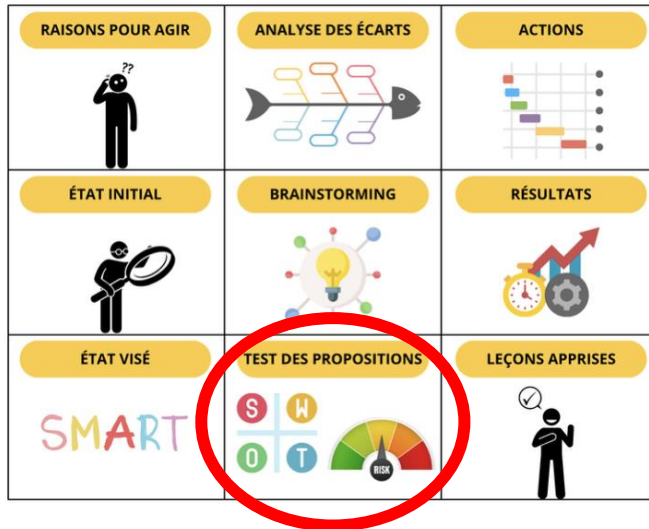 RAISONS POUR AGIR
ANALYSE DES ÉCARTS
ACTIONS
??
ÉTAT INITIAL
BRAINSTORMING
RÉSULTATS
ÉTAT VISÉ
TEST DES PROPOSITIONS
LEÇONS APPRISES
SMART
S W
O T
RISK